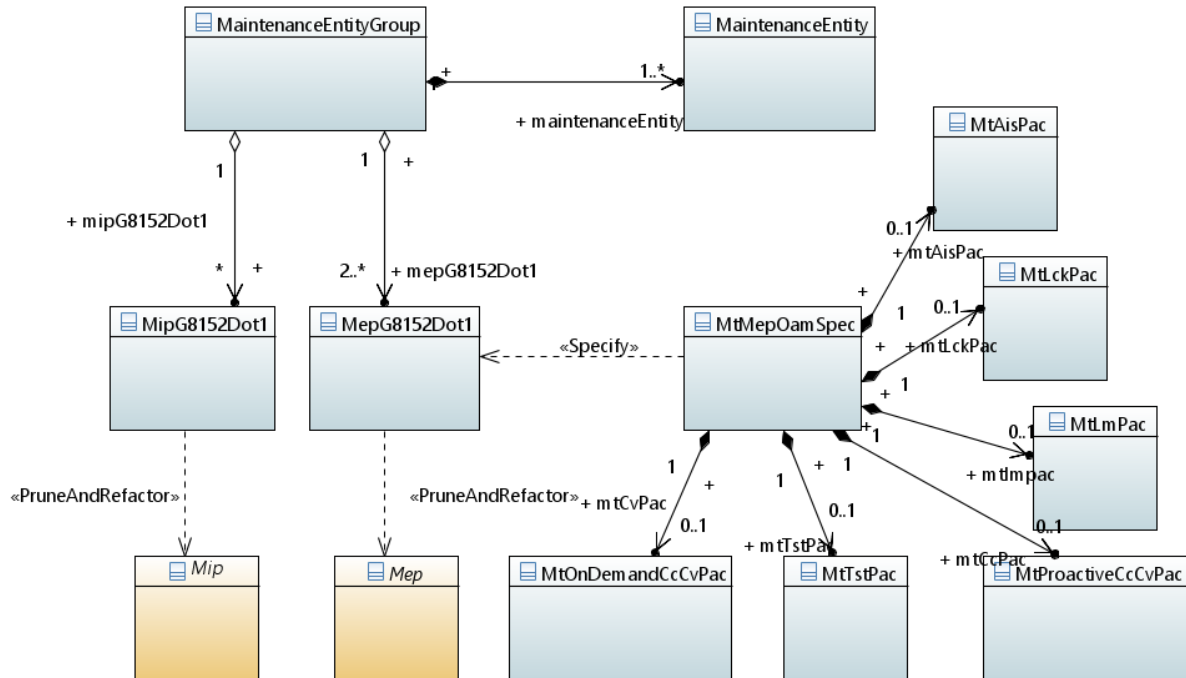 MaintenanceEntityGroup
MaintenanceEntity
+
1..*
+ maintenanceEntity
MtAisPac
1
1
+
+ mipG8152Dot1
0..1
+ mtAisPac
*
+
2..*
+ mepG8152Dot1
MtLckPac
+
1
0..1
MipG8152Dot1
MepG8152Dot1
MtMepOamSpec
«Specify»
+
+ mtLckPac
1
+
MtLmPac
+
1
0..1
+ mtlmpac
1
+
1
1
+
«PruneAndRefactor»
«PruneAndRefactor»
+ mtCvPac
0..1
0..1
0..1
+ mtTstPa
+ mtCcPac
Mip
Mep
MtOnDemandCcCvPac
MtTstPac
MtProactiveCcCvPac